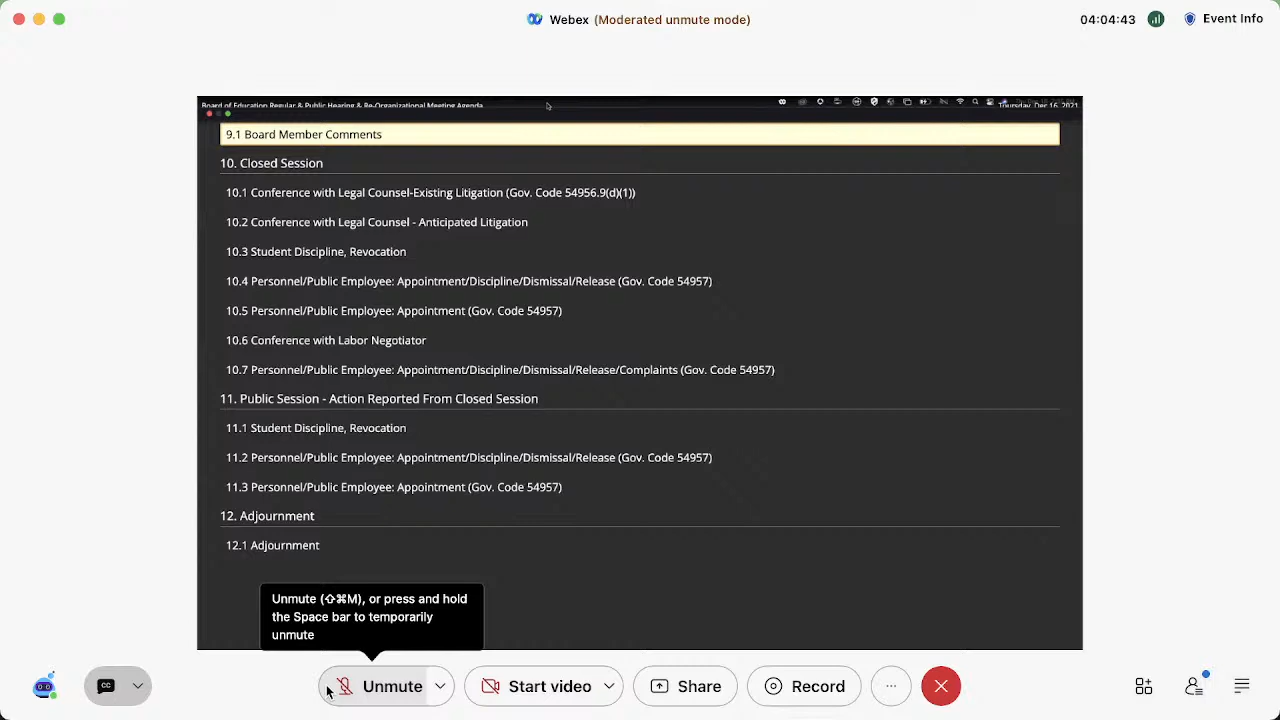 Webex (Moderated unmute mode)
04:04:43
Event Info
Board of Education Regular & Public Hearing & Re-Organizational Meeting Agenda
Thursday, Dec 16, 2021
9.1 Board Member Comments
10. Closed Session
10.1 Conference with Legal Counsel-Existing Litigation (Gov. Code 54956.9(d)(1))
10.2 Conference with Legal Counsel - Anticipated Litigation
10.3 Student Discipline, Revocation
10.4 Personnel/Public Employee: Appointment/Discipline/Dismissal/Release (Gov. Code 54957)
10.5 Personnel/Public Employee: Appointment (Gov. Code 54957)
10.6 Conference with Labor Negotiator
10.7 Personnel/Public Employee: Appointment/Discipline/Dismissal/Release/Complaints (Gov. Code 54957)
11. Public Session - Action Reported From Closed Session
11.1 Student Discipline, Revocation
11.2 Personnel/Public Employee: Appointment/Discipline/Dismissal/Release (Gov. Code 54957)
11.3 Personnel/Public Employee: Appointment (Gov. Code 54957)
12. Adjournment
12.1 Adjournment
Unmute (⇧⌘M), or press and hold
the Space bar to temporarily
unmute
CC
Unmute
Start video
Share
Record